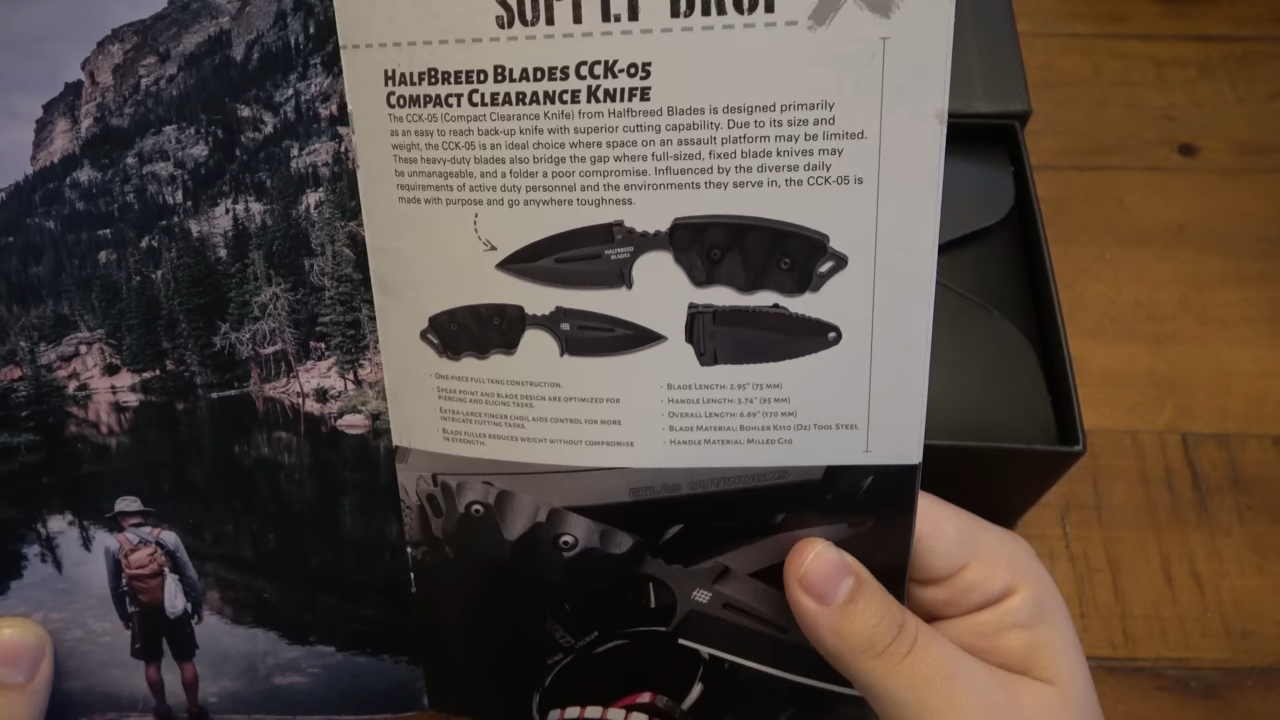 SUPPLY DROP
HALFBREED BLADES CCK-05
COMPACT CLEARANCE KNIFE
The CCK-05 (Compact Clearance Knife) from Halfbreed Blades is designed primarily
as an easy to reach back-up knife with superior cutting capability. Due to its size and
weight, the CCK-05 is an ideal choice where space on an assault platform may be limited.
These heavy-duty blades also bridge the gap where full-sized, fixed blade knives may
be unmanageable, and a folder a poor compromise. Influenced by the diverse daily
requirements of active duty personnel and the environments they serve in, the CCK-05 is
made with purpose and go anywhere toughness.
HALFBREED
BLADES
· ONE-PIECE FULL TANG CONSTRUCTION.
· SPEAR POINT AND BLADE DESIGN ARE OPTIMIZED FOR
PIERCING AND SLICING TASKS.
· EXTRA-LARGE FINGER CHOIL AIDS CONTROL FOR MORE
INTRICATE CUTTING TASKS.
· BLADE FULLER REDUCES WEIGHT WITHOUT COMPROMISE
IN STRENGTH.
· BLADE LENGTH: 2.95" (75 MM)
· HANDLE LENGTH: 3.74" (95 MM)
· OVERALL LENGTH: 6.69" (170 MM)
· BLADE MATERIAL: BOHLER K110 (D2) TOOL STEEL
· HANDLE MATERIAL: MILLED G10